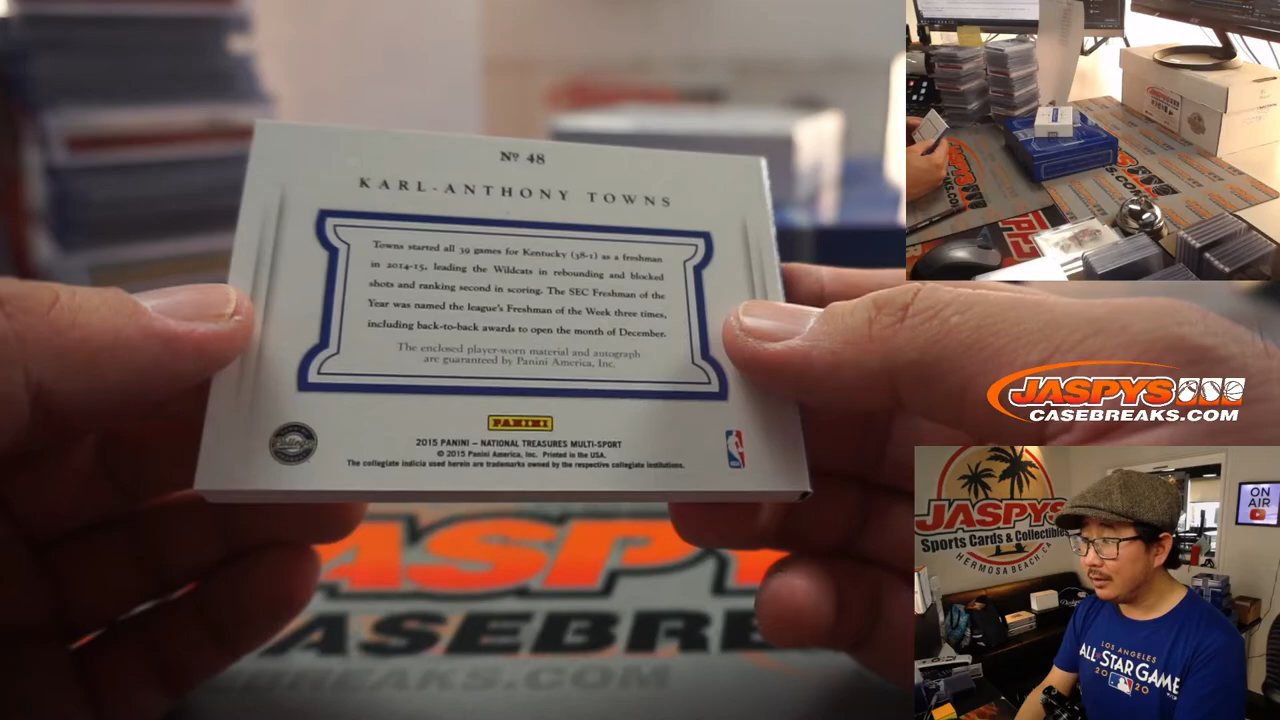 Nº 48
KARL-ANTHONY TOWNS
Towns started all 39 games for Kentucky (38-1) as a freshman
in 2014-15, leading the Wildcats in rebounding and blocked
shots and ranking second in scoring. The SEC Freshman of the
Year was named the league's Freshman of the Week three times,
including back-to-back awards to open the month of December.
The enclosed player-worn material and autograph
are guaranteed by Panini America, Inc.
PANINI
2015 PANINI – NATIONAL TREASURES MULTI-SPORT
© 2015 Panini America, Inc. Printed in the USA.
The collegiate indicia used herein are trademarks owned by the respective collegiate institutions.
JASPYS
CASEBREAKS.COM
JASPYS
Sports Cards & Collectibles
HERMOSA BEACH, CA
ON
AIR
LOS ANGELES
ALL STAR GAME
2020